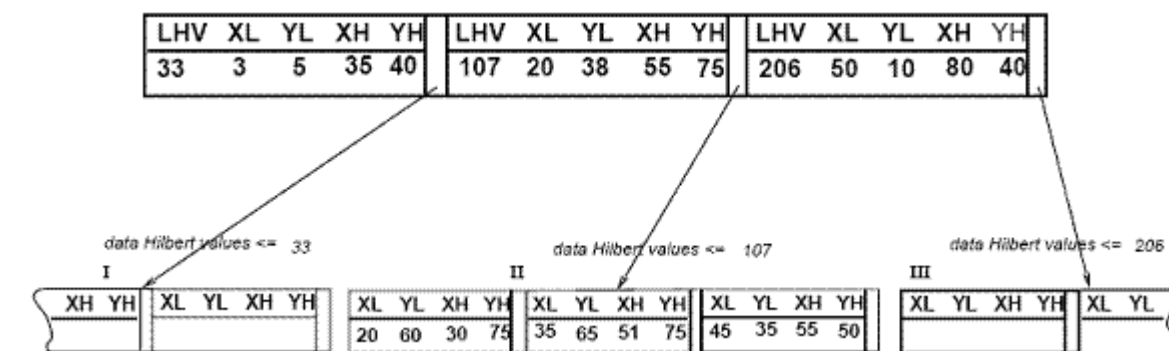 LHV XL YL XH YH LHV XL YL XH YH LHV XL YL XH YH
33 3 5 35 40 107 20 38 55 75 206 50 10 80 40
data Hilbert values <= 33 data Hilbert values <= 107 data Hilbert values <= 206
I II III
XH YH XL YL XH YH XL YL XH YH XL YL XH YH XL YL XH YH XL YL XH YH XL YL
20 60 30 75 35 65 51 75 45 35 55 50